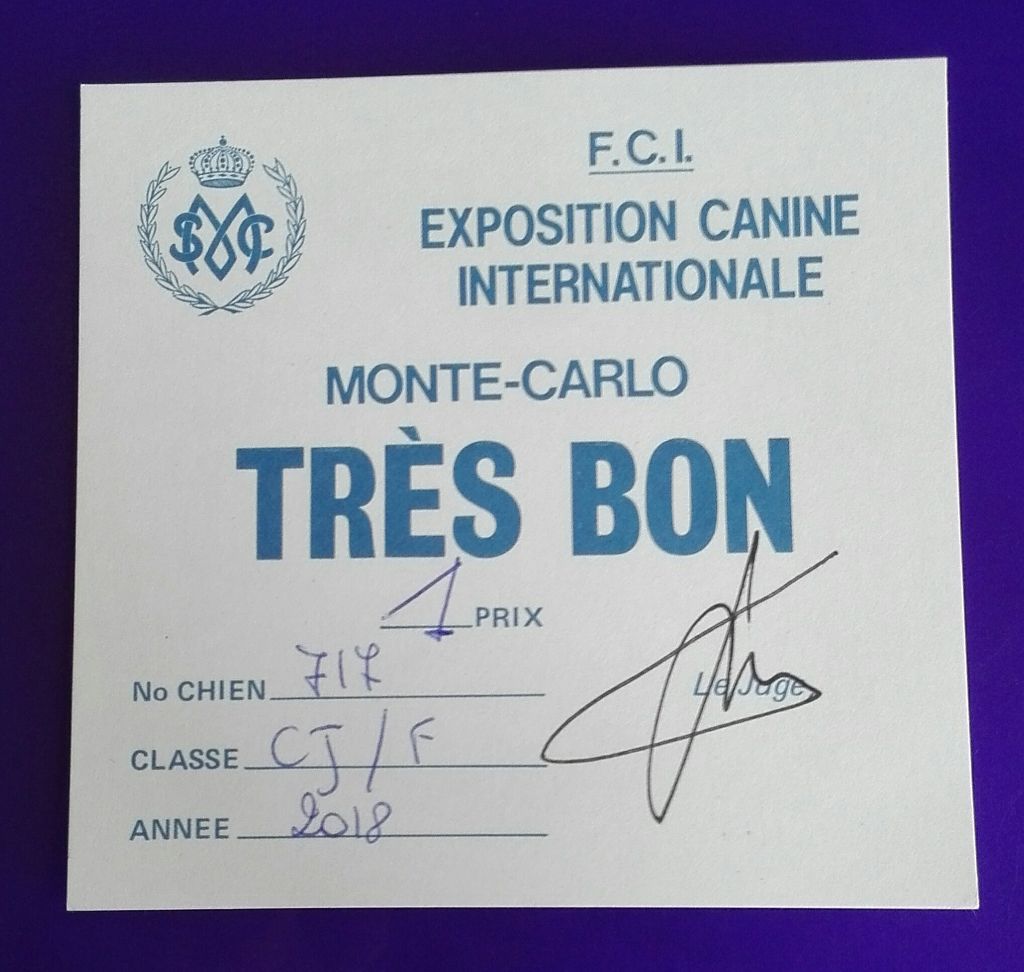 F.C.I.
EXPOSITION CANINE
INTERNATIONALE
MONTE-CARLO
TRÈS BON
1 PRIX
No CHIEN 717
Le Juge
CLASSE CJ/F
ANNEE 2018